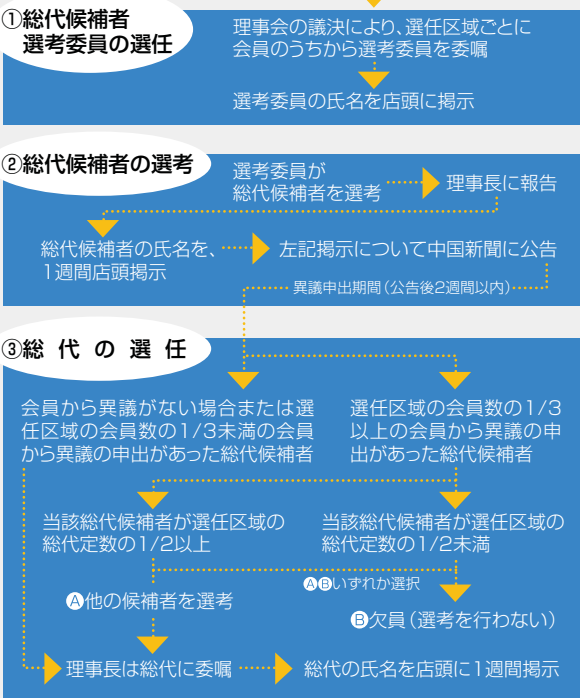 ①総代候補者
選考委員の選任
理事会の議決により、選任区域ごとに
会員のうちから選考委員を委嘱
選考委員の氏名を店頭に掲示
②総代候補者の選考
選考委員が
総代候補者を選考
理事長に報告
総代候補者の氏名を、
1週間店頭掲示
左記掲示について中国新聞に公告
異議申出期間（公告後2週間以内）
③総代の選任
会員から異議がない場合または選
任区域の会員数の1/3未満の会員
から異議の申出があった総代候補者
選任区域の会員数の1/3
以上の会員から異議の申
出があった総代候補者
当該総代候補者が選任区域の
総代定数の1/2以上
当該総代候補者が選任区域の
総代定数の1/2未満
ⒶⒷいずれか選択
Ⓐ他の候補者を選考
Ⓑ欠員（選考を行わない）
理事長は総代に委嘱
総代の氏名を店頭に1週間掲示